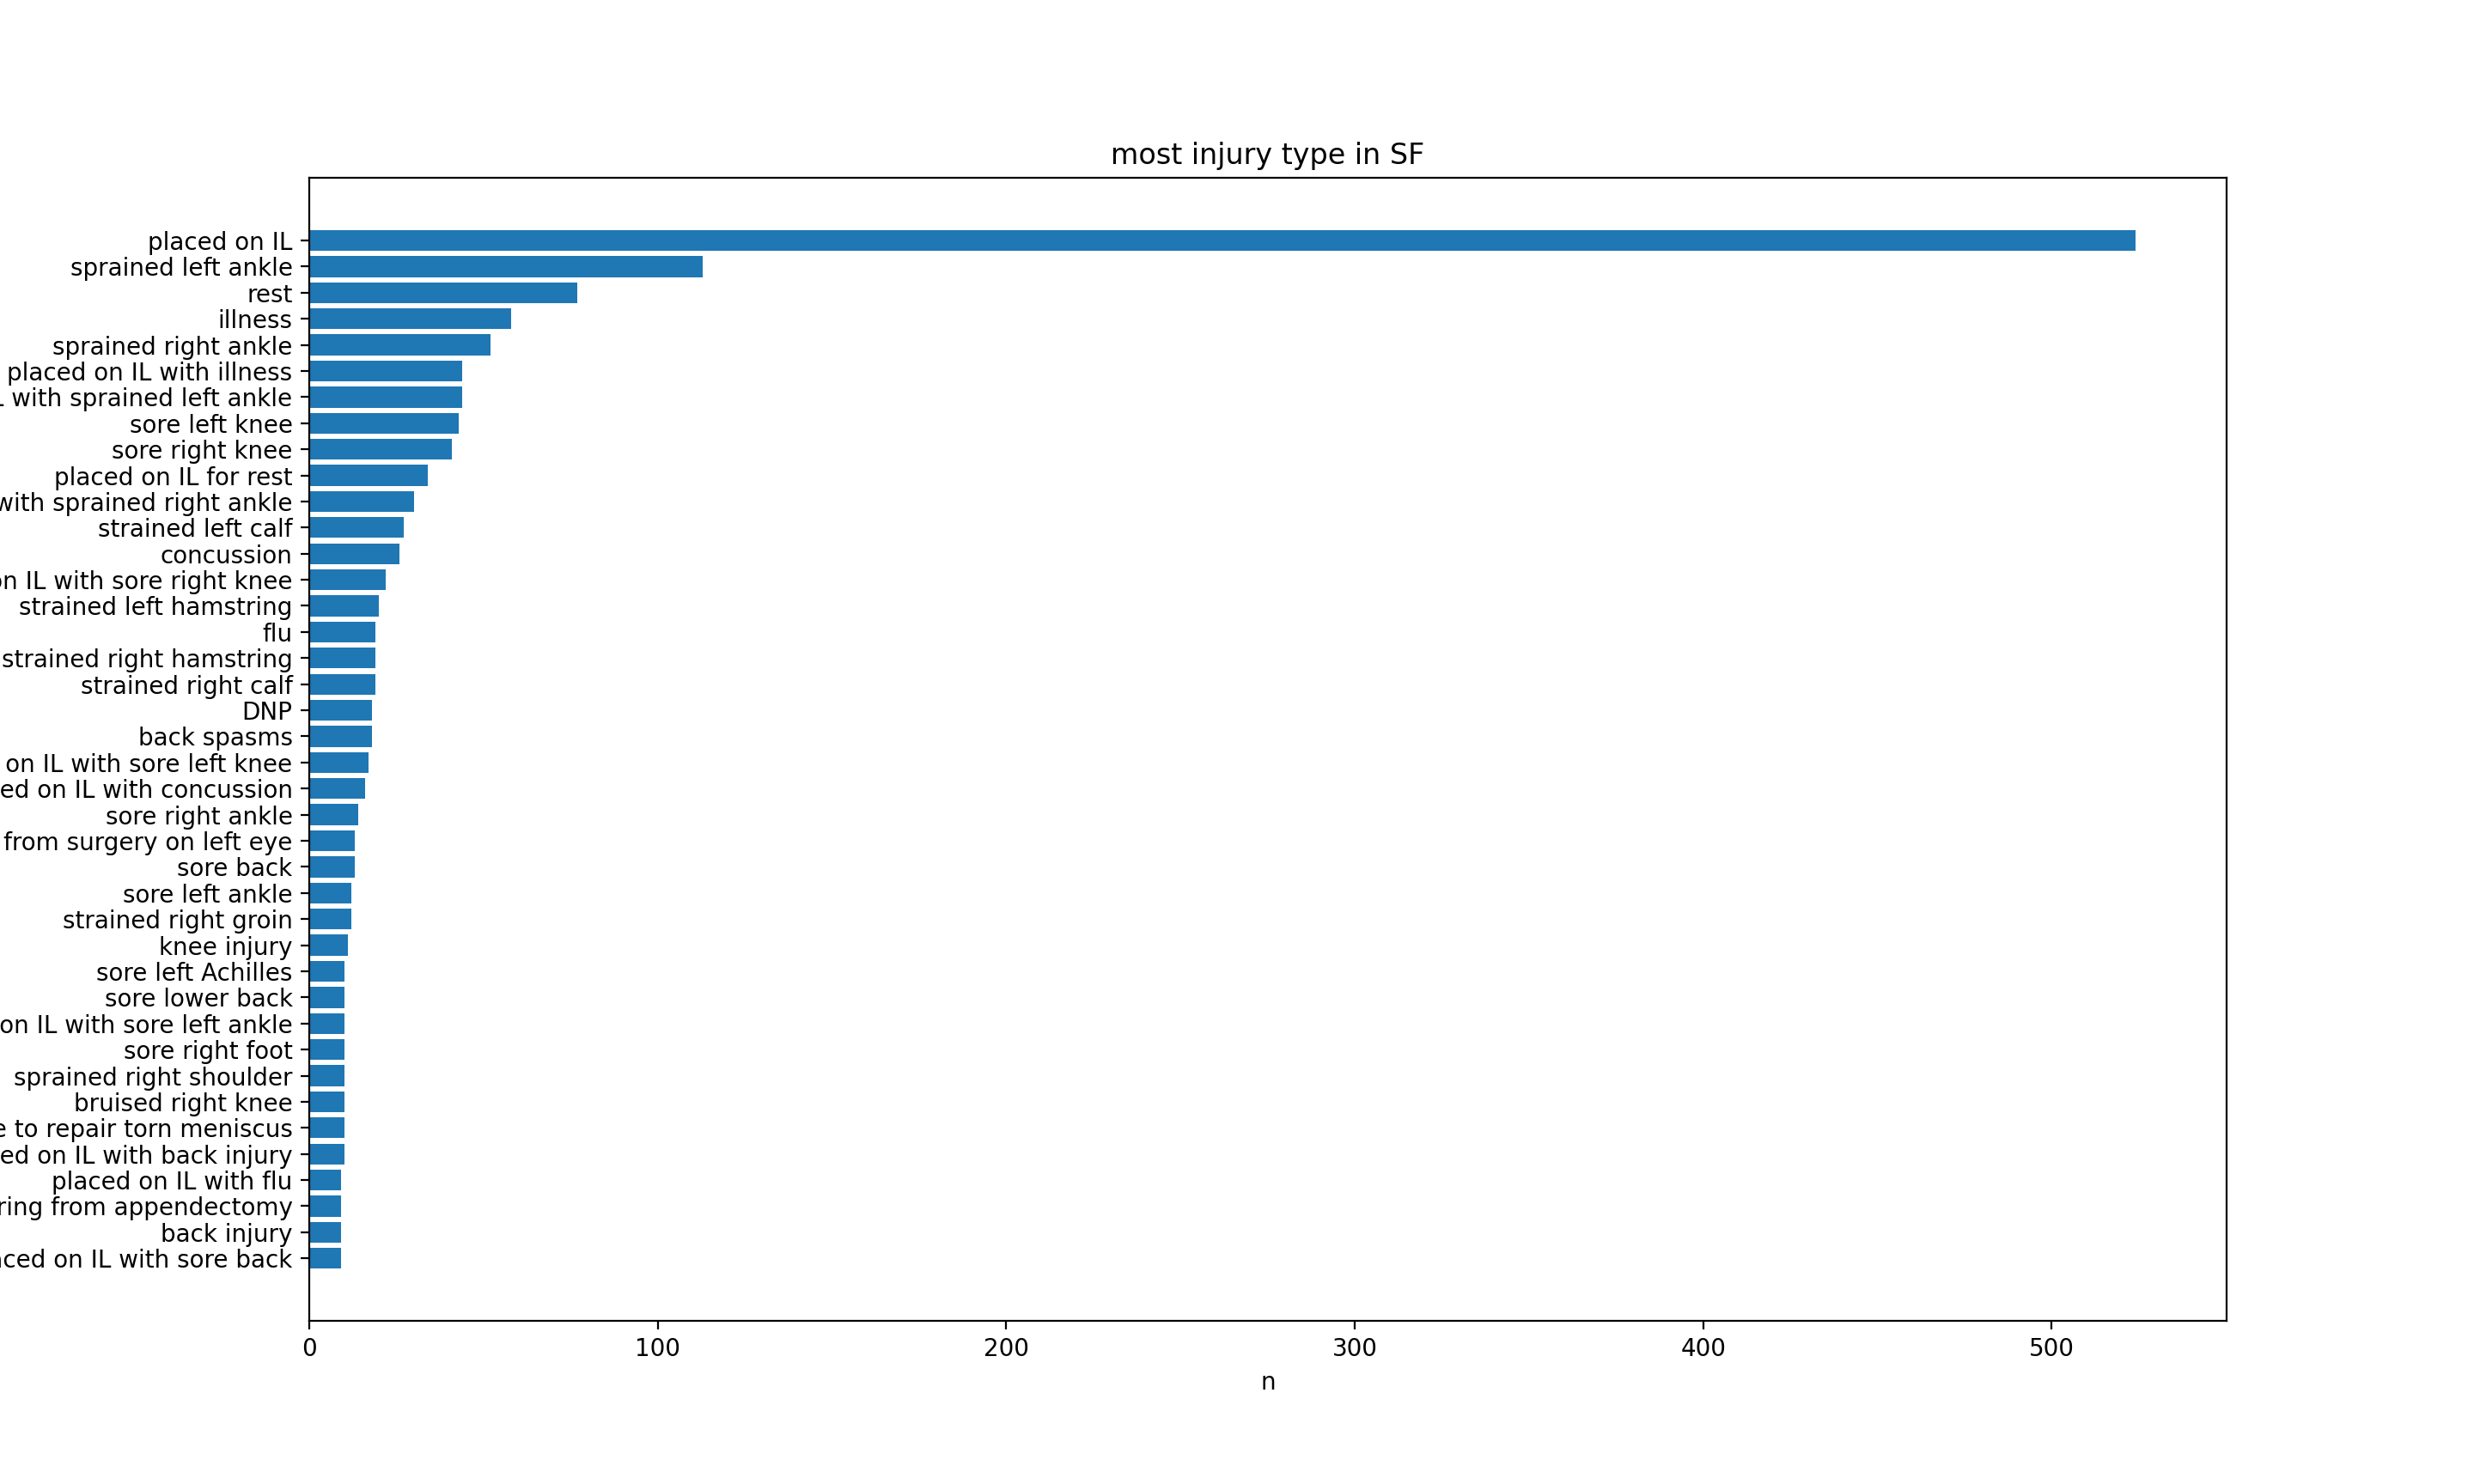 most injury type in SF
placed on IL
sprained left ankle
rest
illness
sprained right ankle
placed on IL with illness
with sprained left ankle
sore left knee
sore right knee
placed on IL for rest
with sprained right ankle
strained left calf
concussion
on IL with sore right knee
strained left hamstring
flu
strained right hamstring
strained right calf
DNP
back spasms
on IL with sore left knee
ed on IL with concussion
sore right ankle
from surgery on left eye
sore back
sore left ankle
strained right groin
knee injury
sore left Achilles
sore lower back
on IL with sore left ankle
sore right foot
sprained right shoulder
bruised right knee
e to repair torn meniscus
ed on IL with back injury
placed on IL with flu
ring from appendectomy
back injury
ced on IL with sore back
0 100 200 300 400 500
n